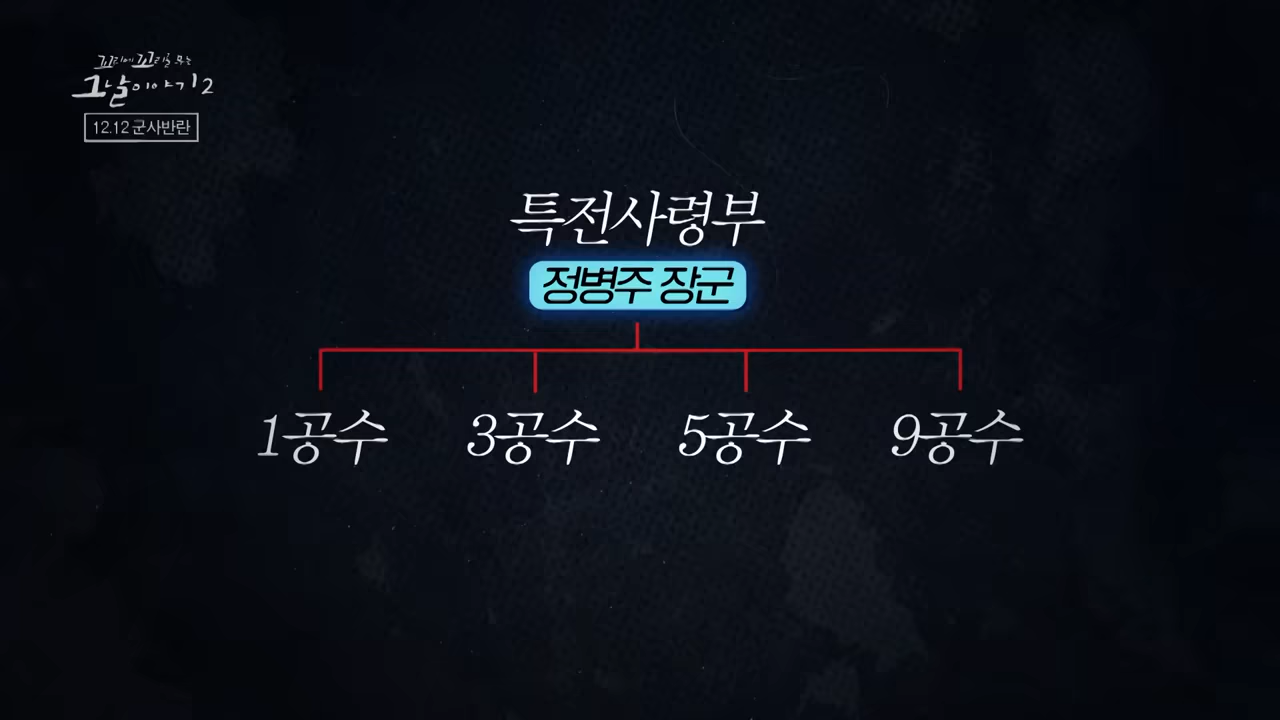 꼬리에 꼬리를 무는
그날 이야기 2
12.12 군사반란
특전사령부
정병주 장군
1공수 3공수 5공수 9공수